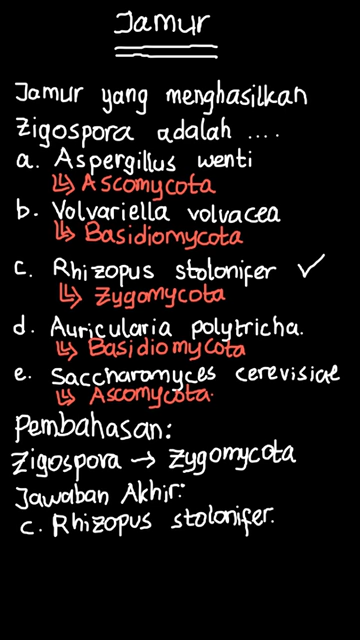 Jamur
Jamur yang menghasilkan
Zigospora adalah ....
a. Aspergillus wenti
↳ Ascomycota
b. Volvariella volvacea
↳ Basidiomycota
c. Rhizopus stolonifer ✓
↳ Zygomycota
d. Auricularia polytricha.
↳ Basidiomycota
e. Saccharomyces cerevisiae
↳ Ascomycota.
Pembahasan:
Zigospora → Zygomycota
Jawaban Akhir:
c. Rhizopus stolonifer.